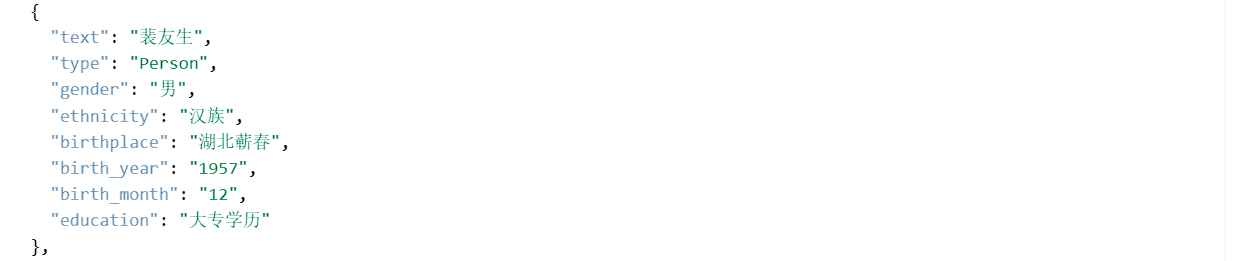 {
"text": "裴友生",
"type": "Person",
"gender": "男",
"ethnicity": "汉族",
"birthplace": "湖北蕲春",
"birth_year": "1957",
"birth_month": "12",
"education": "大专学历"
},